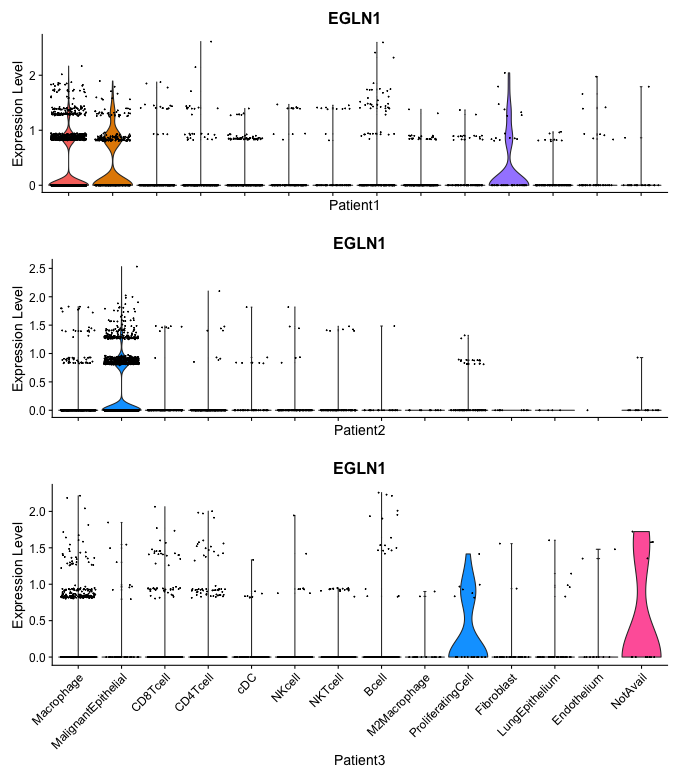 EGLN1
Expression Level
2
1
0
Patient1
EGLN1
Expression Level
2.5
2.0
1.5
1.0
0.5
0.0
Patient2
EGLN1
Expression Level
2.0
1.5
1.0
0.5
0.0
Macrophage
MalignantEpithelial
CD8Tcell
CD4Tcell
cDC
NKcell
NKTcell
Bcell
M2Macrophage
ProliferatingCell
Fibroblast
LungEpithelium
Endothelium
NotAvail
Patient3